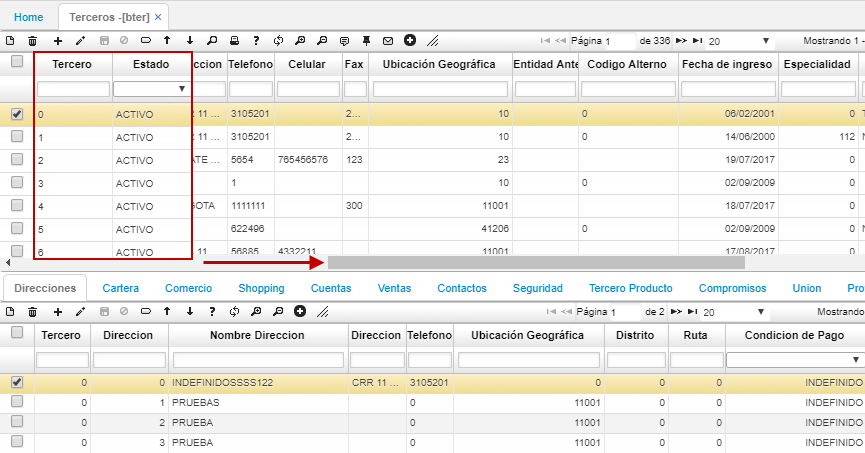 Home Terceros -[bter] ×
Página 1 de 336 20 Mostrando 1 -
Tercero Estado ccion Telefono Celular Fax Ubicación Geográfica Entidad Ante Codigo Alterno Fecha de ingreso Especialidad
0 ACTIVO 11 ... 3105201 2... 10 0 06/02/2001 0
1 ACTIVO 11 ... 3105201 2... 10 0 14/06/2000 112
2 ACTIVO ATE ... 5654 765456576 123 23 19/07/2017 0
3 ACTIVO 1 10 0 02/09/2009 0
4 ACTIVO GOTA 1111111 300 11001 18/07/2017 0
5 ACTIVO 622496 41206 0 02/09/2009 0
6 ACTIVO 11 56885 4332211 11001 17/08/2017 0
Direcciones Cartera Comercio Shopping Cuentas Ventas Contactos Seguridad Tercero Producto Compromisos Union Pro
Página 1 de 2 20 Mostrando
Tercero Direccion Nombre Direccion Direccion Telefono Ubicación Geográfica Distrito Ruta Condicion de Pago
0 0 INDEFINIDOSSSS122 CRR 11 ... 3105201 0 0 0 INDEFINIDO
0 1 PRUEBAS 0 11001 0 0 INDEFINIDO
0 2 PRUEBA 0 11001 0 0 INDEFINIDO
0 3 PRUEBA 0 11001 0 0 INDEFINIDO